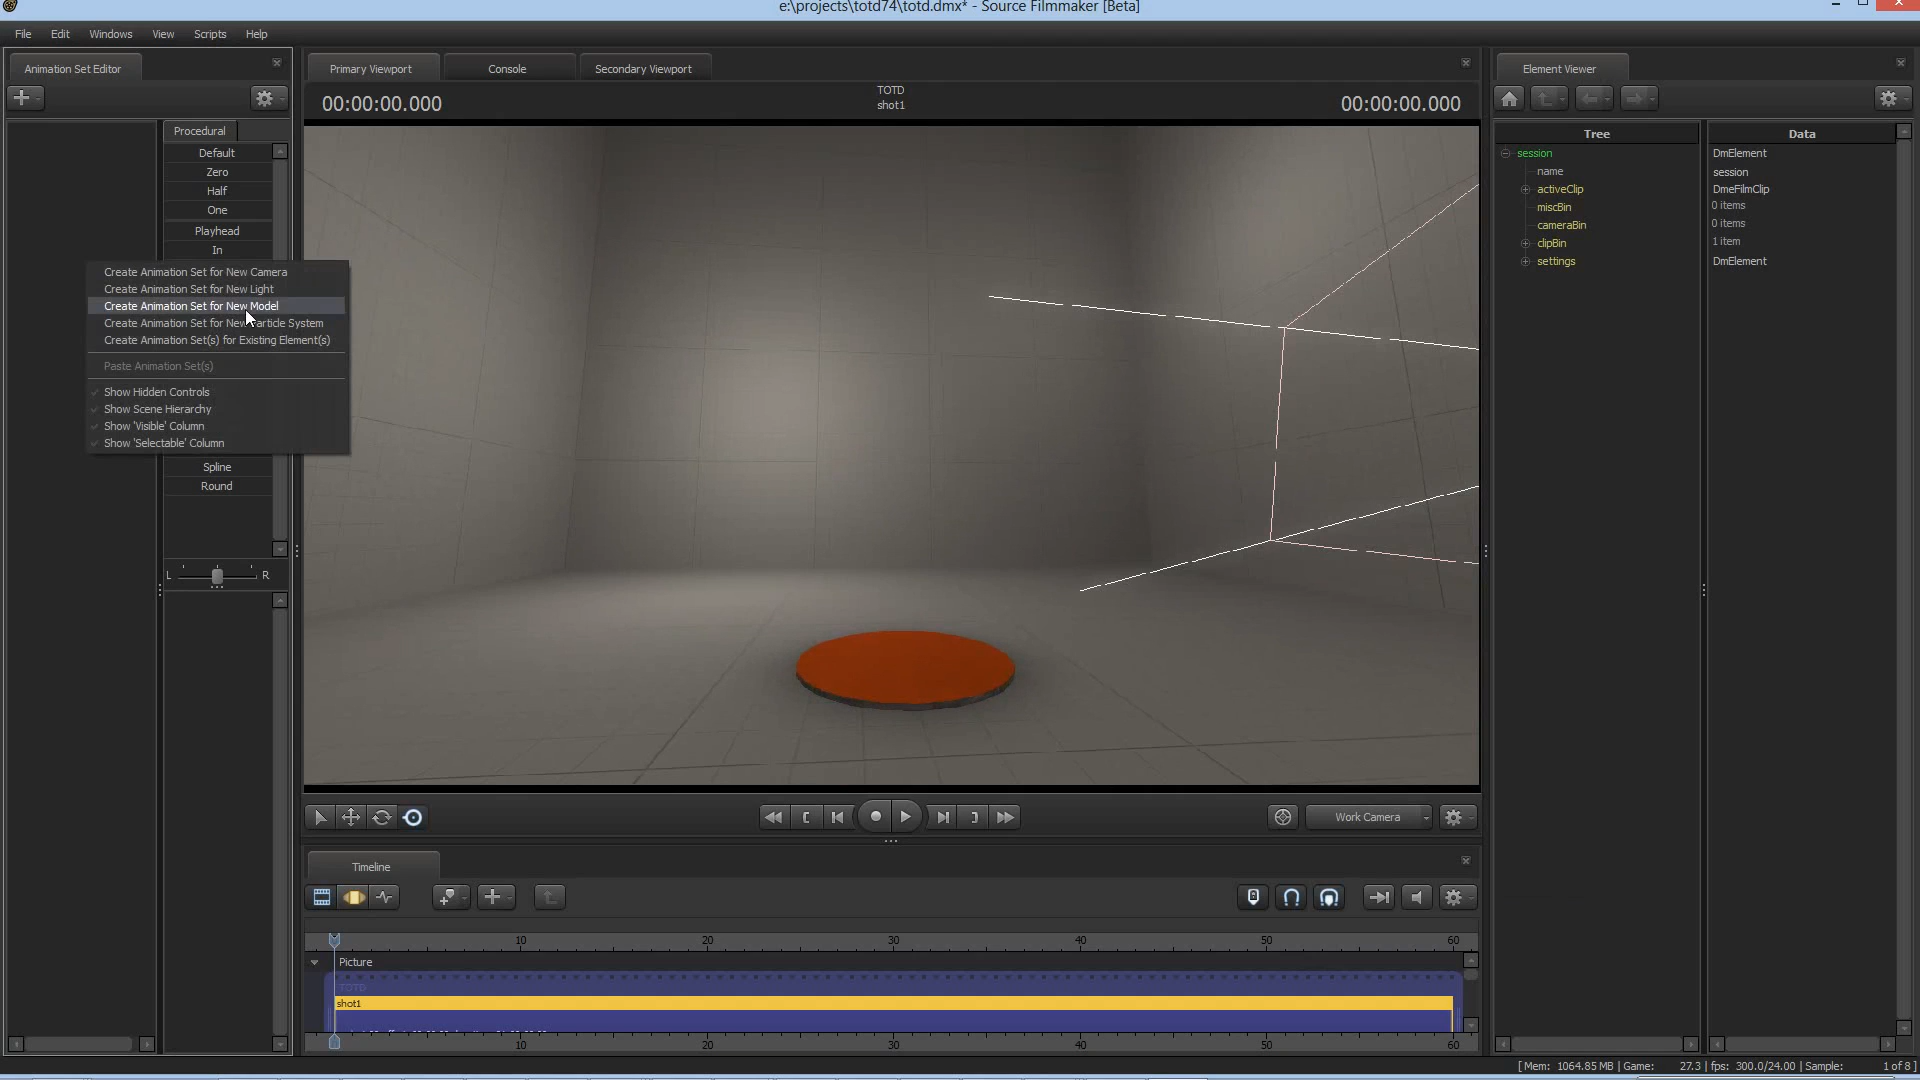 e:\projects\totd74\totd.dmx* - Source Filmmaker [Beta]
File Edit Windows View Scripts Help
Animation Set Editor
Primary Viewport Console Secondary Viewport
Element Viewer
00:00:00.000
TOTD
shot1
00:00:00.000
Procedural
Default
Zero
Half
One
Playhead
In
Create Animation Set for New Camera
Create Animation Set for New Light
Create Animation Set for New Model
Create Animation Set for New Particle System
Create Animation Set(s) for Existing Element(s)
Paste Animation Set(s)
Show Hidden Controls
Show Scene Hierarchy
Show 'Visible' Column
Show 'Selectable' Column
Spline
Round
L R
Tree Data
session DmElement
name session
activeClip DmeFilmClip
miscBin 0 items
cameraBin 0 items
clipBin 1 item
settings DmElement
Work Camera
Timeline
10 20 30 40 50 60
Picture
TOTD
shot1
10 20 30 40 50 60
[ Mem: 1064.85 MB | Game: 27.3 | fps: 300.0/24.00 | Sample: 1 of 8 ]